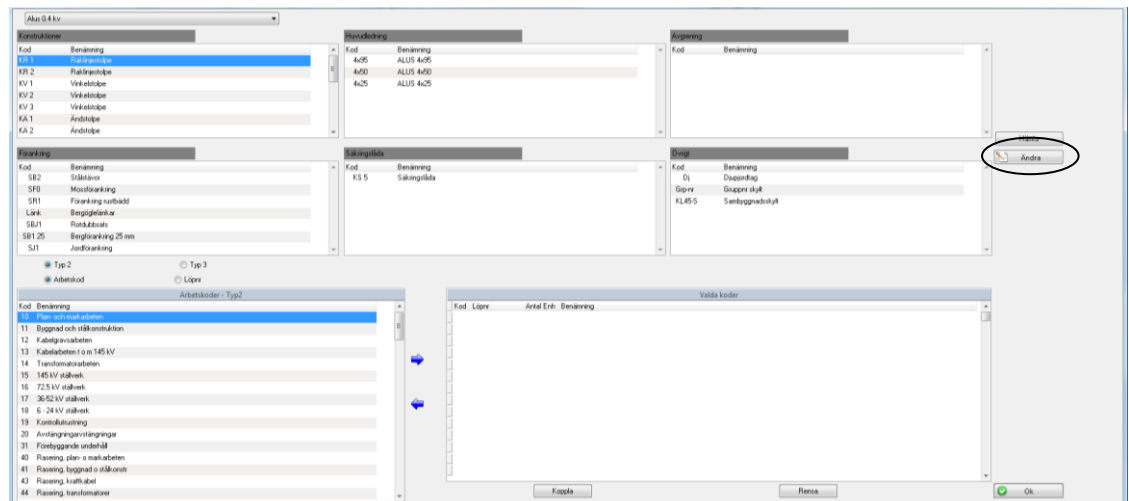 Alus 0.4 kv
Konstruktioner
Kod Benämning
KR 1 Raklinjestolpe
KR 2 Raklinjestolpe
KV 1 Vinkelstolpe
KV 2 Vinkelstolpe
KV 3 Vinkelstolpe
KA 1 Ändstolpe
KA 2 Ändstolpe
Huvudledning
Kod Benämning
4x95 ALUS 4x95
4x50 ALUS 4x50
4x25 ALUS 4x25
Avgrening
Kod Benämning
Hämta
Ändra
Förankring
Kod Benämning
SB2 Stålstävor
SF0 Mossförankring
SR1 Förankring rustbädd
Länk Bergöglelänkar
SBJ1 Rotdubbsats
SB1 25 Bergförankring 25 mm
SJ1 Jordförankring
Säkringslåda
Kod Benämning
KS 5 Säkringslåda
Övrigt
Kod Benämning
Dj Djupjordtag
Grp-nr Gruppnr skylt
KL45-S Sambyggnadsskylt
Typ 2 Typ 3
Arbetskod Löpnr
Arbetskoder - Typ2
Kod Benämning
10 Plan- och markarbeten
11 Byggnad och stålkonstruktion
12 Kabelgravsarbeten
13 Kabelarbeten t o m 145 kV
14 Transformatorarbeten
15 145 kV ställverk
16 72,5 kV ställverk
17 36-52 kV ställverk
18 6 - 24 kV ställverk
19 Kontrollutrustning
20 Avstängningarvstängningar
31 Förebyggande underhåll
40 Rasering, plan- o markarbeten
41 Rasering, byggnad o stålkonstr
43 Rasering, kraftkabel
44 Rasering, transformatorer
Valda koder
Kod Löpnr Antal Enh Benämning
Koppla
Rensa
Ok